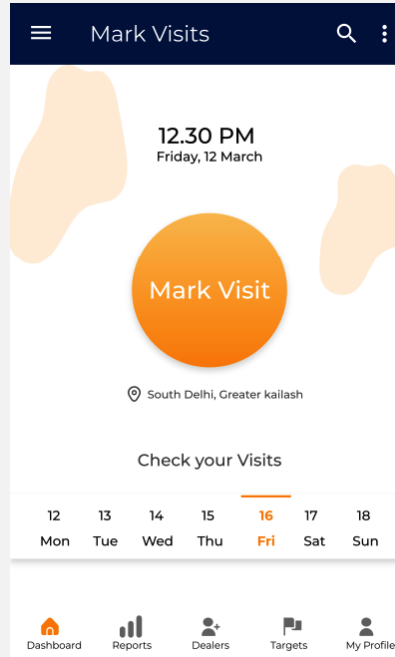 Mark Visits
12.30 PM
Friday, 12 March
Mark Visit
South Delhi, Greater kailash
Check your Visits
12 13 14 15 16 17 18
Mon Tue Wed Thu Fri Sat Sun
Dashboard Reports Dealers Targets My Profile